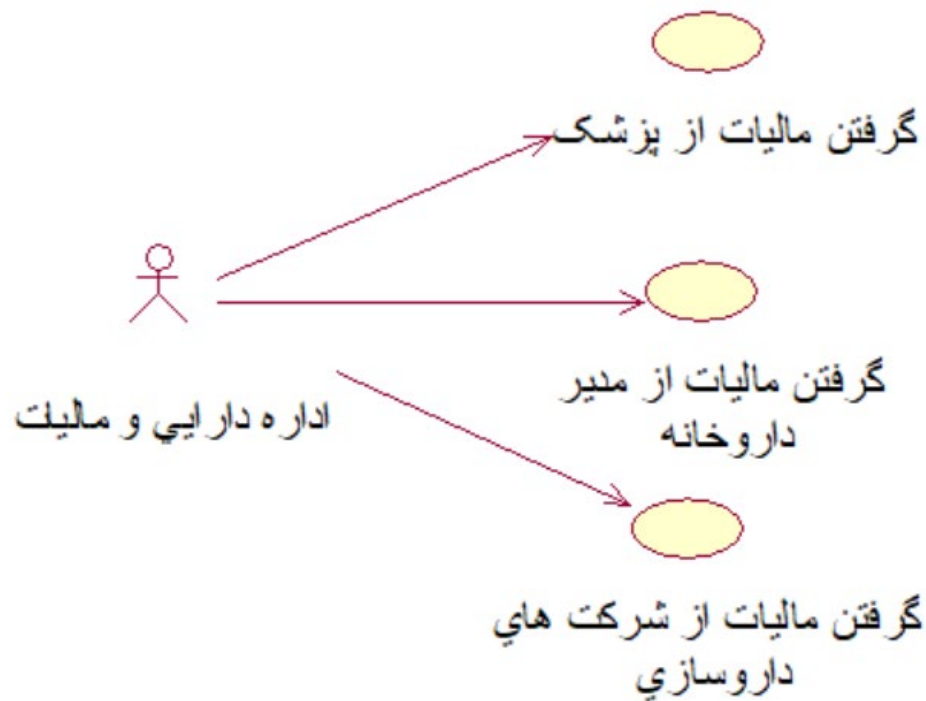 گرفتن ماليات از پزشک
گرفتن ماليات از مدير
داروخانه
اداره دارايي و ماليات
گرفتن ماليات از شرکت هاي
داروسازي